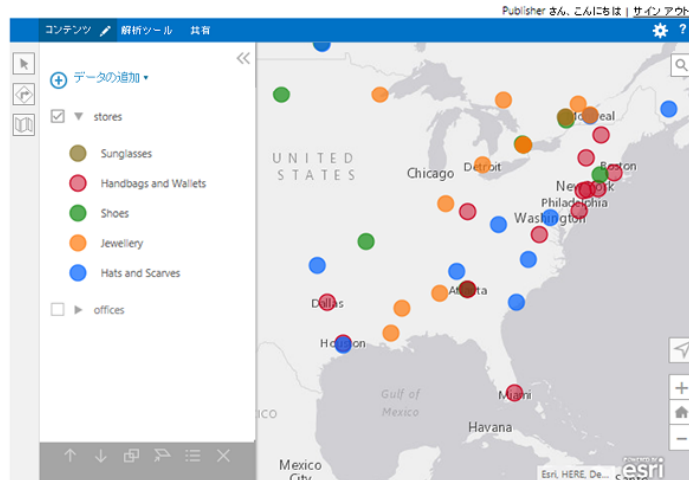 Publisher さん、こんにちは | サイン アウト
コンテンツ 解析ツール 共有
?
データの追加
stores
Sunglasses
Handbags and Wallets
Shoes
Jewellery
Hats and Scarves
offices
UNITED
STATES
Chicago
Detroit
Boston
New York
Philadelphia
Washington
Atlanta
Dallas
Houston
Miami
Gulf of
Mexico
Havana
Mexico
City
POWERED BY
esri
Esri, HERE, De...